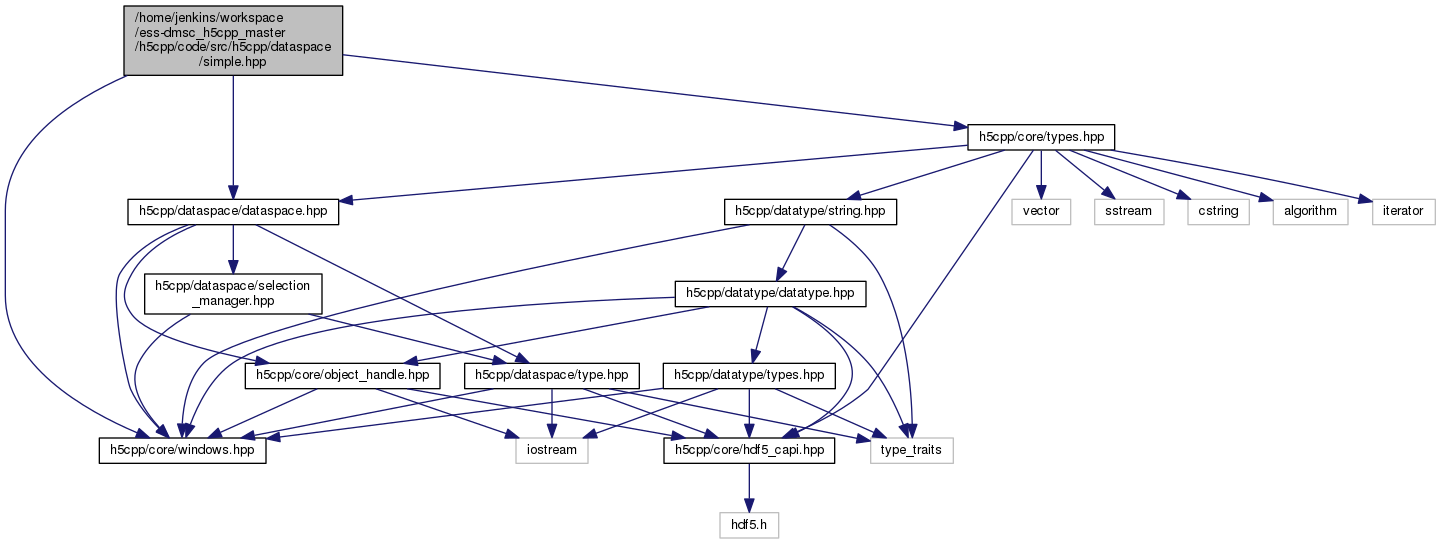 /home/jenkins/workspace
/ess-dmsc_h5cpp_master
/h5cpp/code/src/h5cpp/dataspace
/simple.hpp
h5cpp/core/types.hpp
h5cpp/dataspace/dataspace.hpp
h5cpp/datatype/string.hpp
vector
sstream
cstring
algorithm
iterator
h5cpp/dataspace/selection
_manager.hpp
h5cpp/datatype/datatype.hpp
h5cpp/core/object_handle.hpp
h5cpp/dataspace/type.hpp
h5cpp/datatype/types.hpp
h5cpp/core/windows.hpp
iostream
h5cpp/core/hdf5_capi.hpp
type_traits
hdf5.h